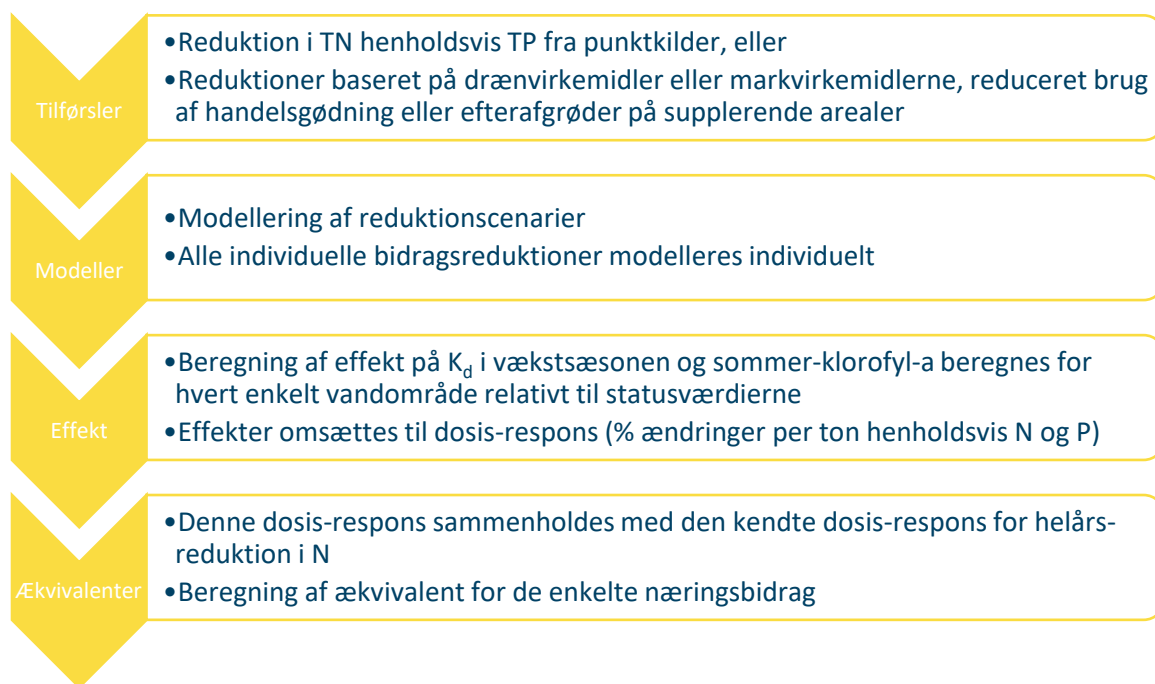 Tilførsler
•Reduktion i TN henholdsvis TP fra punktkilder, eller
•Reduktioner baseret på drænvirkemidler eller markvirkemidlerne, reduceret brug
af handelsgødning eller efterafgrøder på supplerende arealer
Modeller
•Modellering af reduktionscenarier
•Alle individuelle bidragsreduktioner modelleres individuelt
Effekt
•Beregning af effekt på Kd i vækstsæsonen og sommer-klorofyl-a beregnes for
hvert enkelt vandområde relativt til statusværdierne
•Effekter omsættes til dosis-respons (% ændringer per ton henholdsvis N og P)
Ækvivalenter
•Denne dosis-respons sammenholdes med den kendte dosis-respons for helårs-
reduktion i N
•Beregning af ækvivalent for de enkelte næringsbidrag